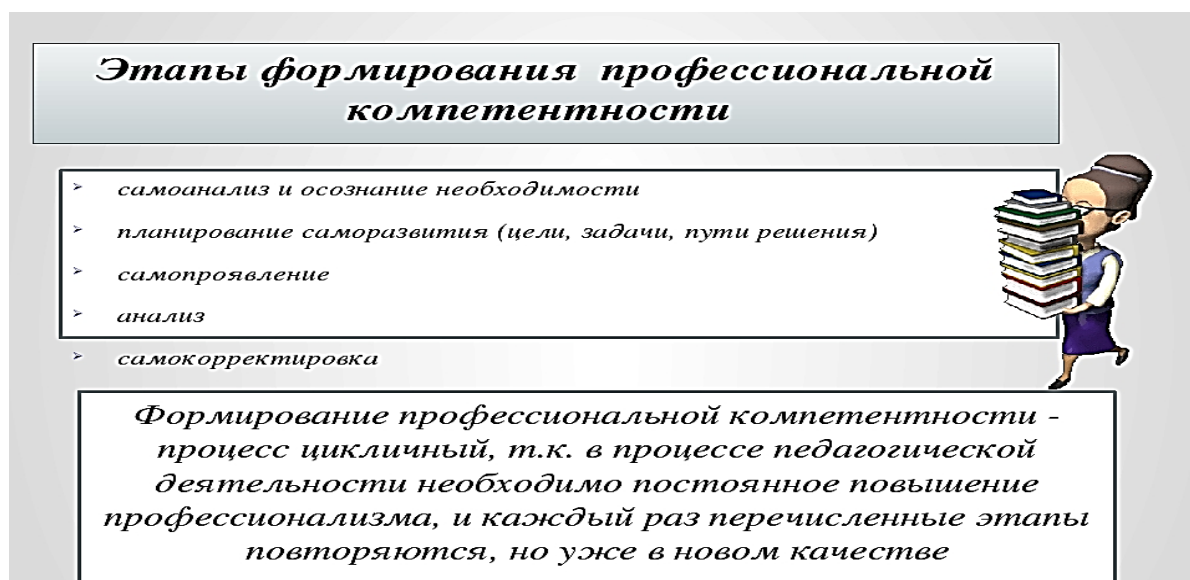 Этапы формирования профессиональной
компетентности
самоанализ и осознание необходимости
планирование саморазвития (цели, задачи, пути решения)
самопроявление
анализ
самокорректировка
Формирование профессиональной компетентности -
процесс цикличный, т.к. в процессе педагогической
деятельности необходимо постоянное повышение
профессионализма, и каждый раз перечисленные этапы
повторяются, но уже в новом качестве